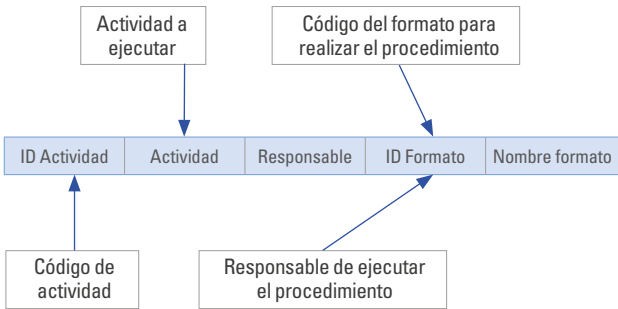 Actividad a
ejecutar
Código del formato para
realizar el procedimiento
ID Actividad Actividad Responsable ID Formato Nombre formato
Código de
actividad
Responsable de ejecutar
el procedimiento